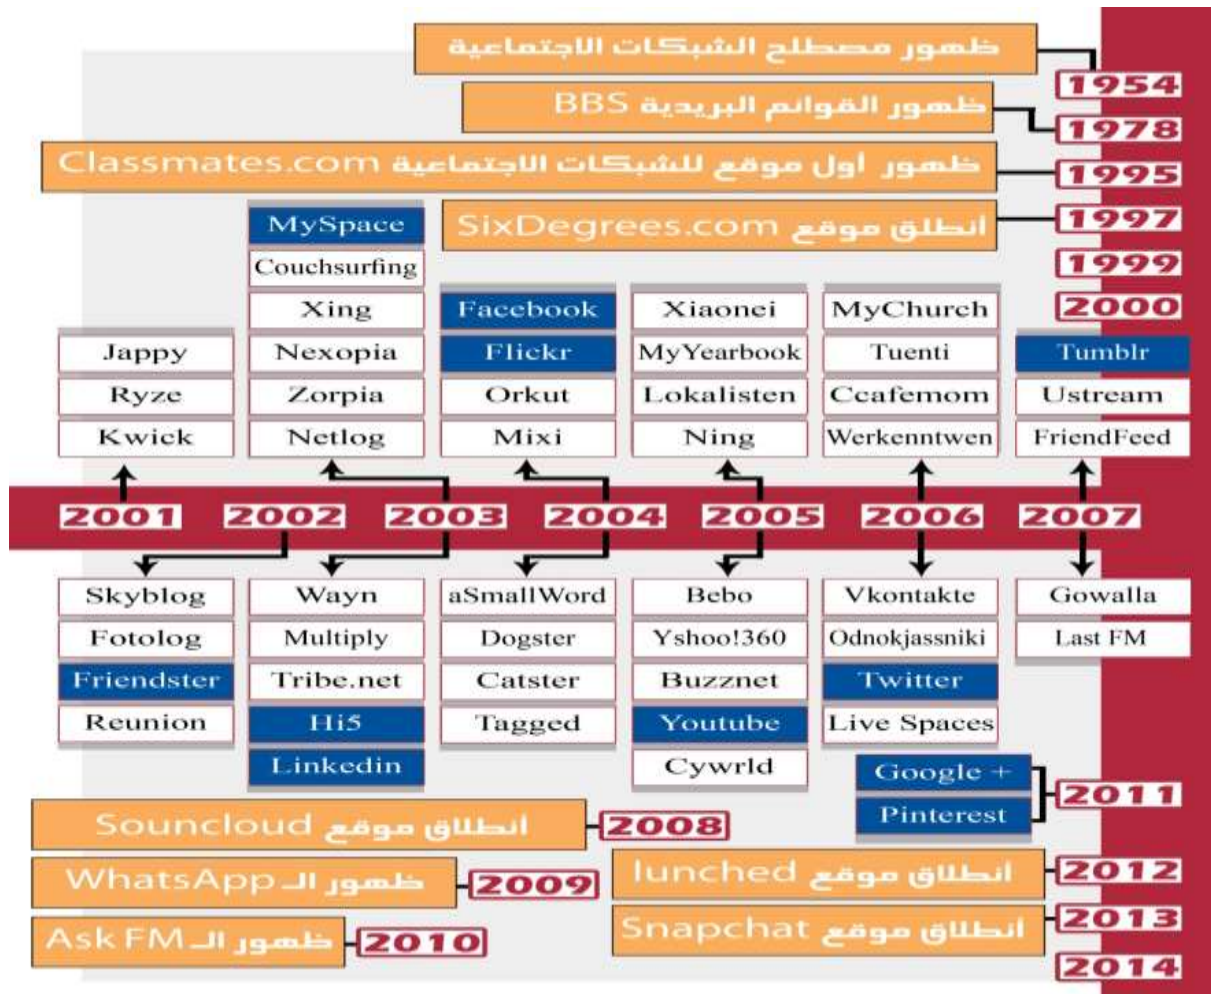 ظهور مصطلح الشبكات الاجتماعية
1954
ظهور القوائم البريدية BBS
1978
ظهور أول موقع للشبكات الاجتماعية Classmates.com
1995
أنطلق موقع SixDegrees.com
1997
1999
2000
Jappy
Ryze
Kwick
MySpace
Couchsurfing
Xing
Nexopia
Zorpia
Netlog
Facebook
Flickr
Orkut
Mixi
Xiaonei
MyYearbook
Lokalisten
Ning
MyChurch
Tuenti
Ccafemom
Werkenntwen
Tumblr
Ustream
FriendFeed
2001
2002
2003
2004
2005
2006
2007
Skyblog
Fotolog
Friendster
Reunion
Wayn
Multiply
Tribe.net
Hi5
Linkedin
aSmallWord
Dogster
Catster
Tagged
Bebo
Yshoo!360
Buzznet
Youtube
Cywrld
Vkontakte
Odnokjassniki
Twitter
Live Spaces
Gowalla
Last FM
Google +
Pinterest
2011
أنطلاق موقع Souncloud
2008
ظهور الـ WhatsApp
2009
ظهور الـ Ask FM
2010
أنطلاق موقع lunched
2012
أنطلاق موقع Snapchat
2013
2014